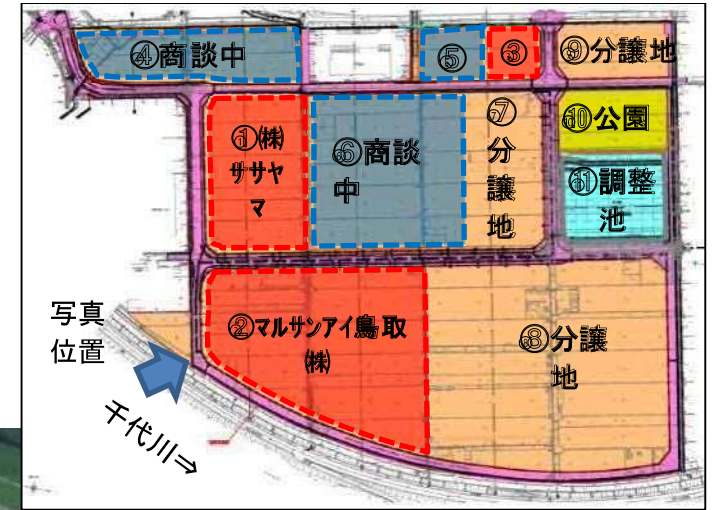 ④商談中
⑤
③
⑨分譲地
①㈱
ササヤ
マ
⑥商談
中
⑦
分
譲
地
⑩公園
⑪調整
池
②マルサンアイ鳥取
㈱
⑧分譲
地
写真
位置
千代川⇒